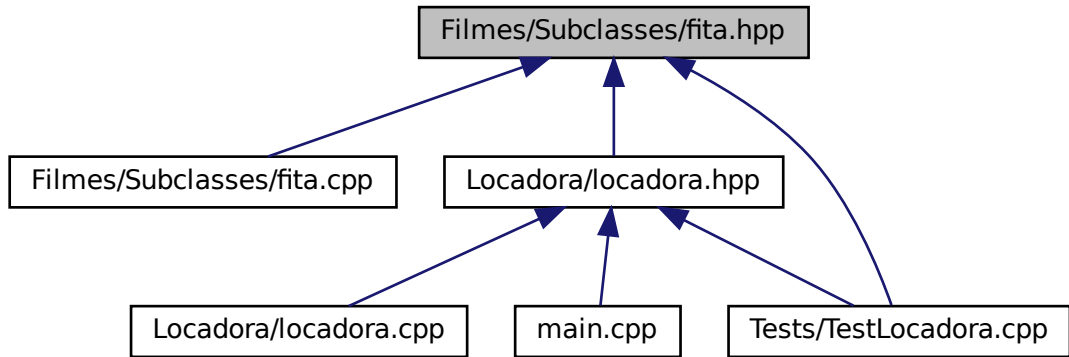 Filmes/Subclasses/fita.hpp
Filmes/Subclasses/fita.cpp
Locadora/locadora.hpp
Locadora/locadora.cpp
main.cpp
Tests/TestLocadora.cpp